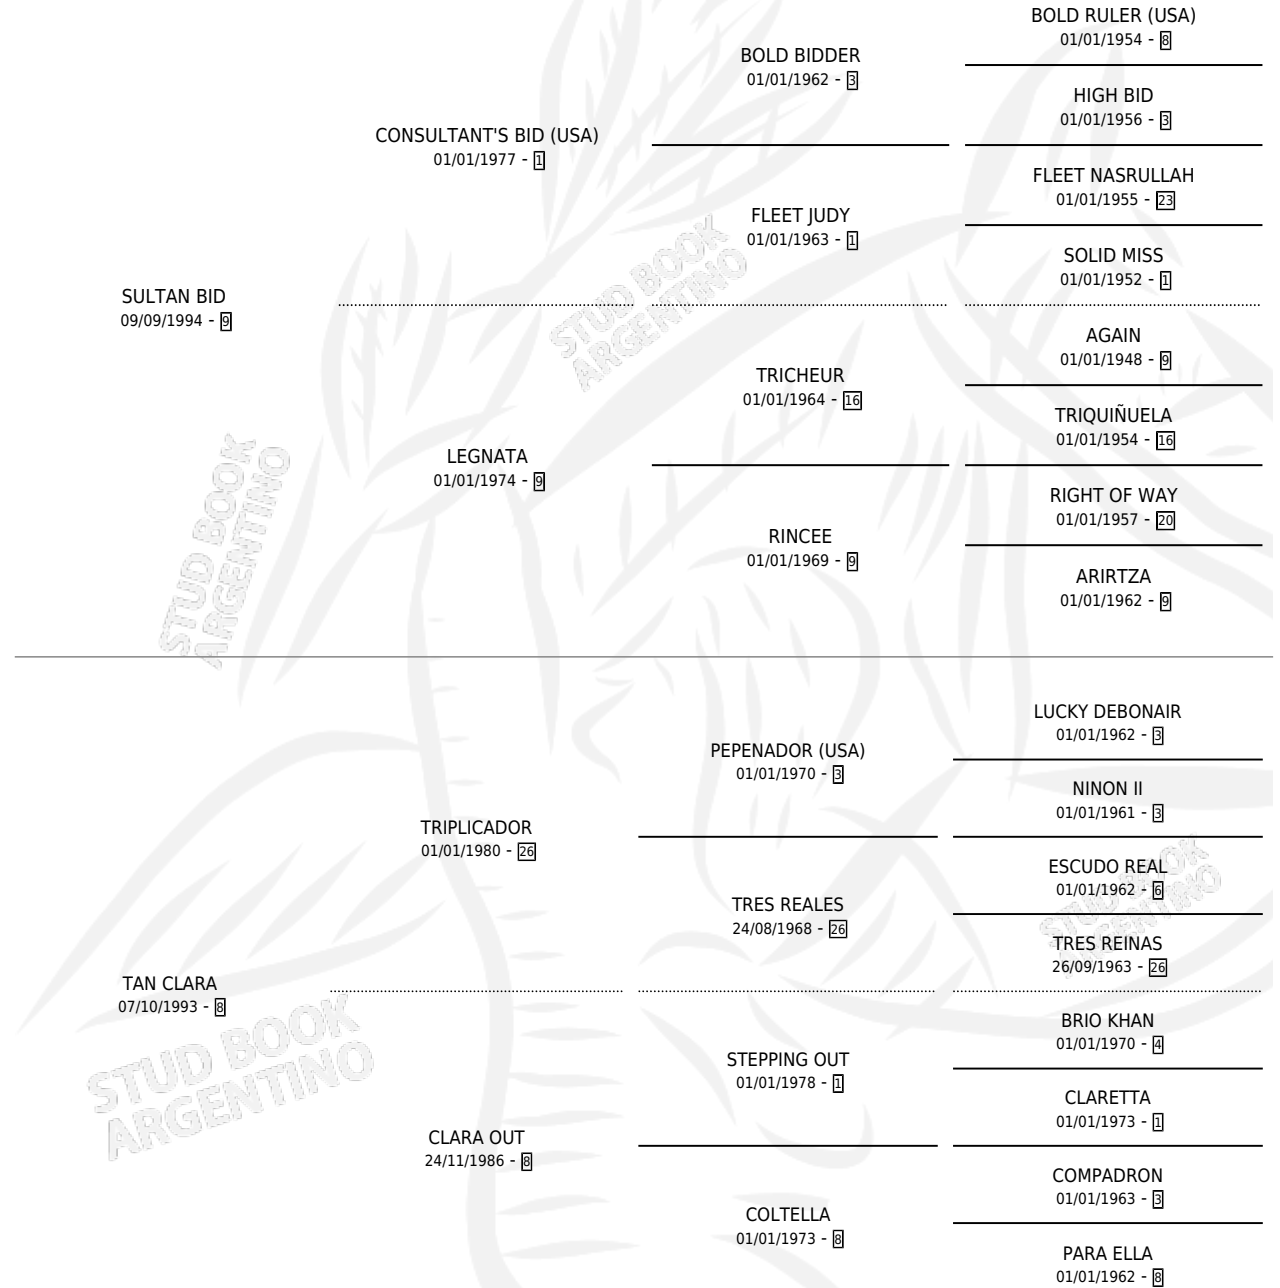 BOLD RULER (USA)
01/01/1954 - 8
BOLD BIDDER
01/01/1962 - 3
HIGH BID
01/01/1956 - 3
CONSULTANT'S BID (USA)
01/01/1977 - 1
FLEET NASRULLAH
01/01/1955 - 23
FLEET JUDY
01/01/1963 - 1
SOLID MISS
01/01/1952 - 1
SULTAN BID
09/09/1994 - 9
AGAIN
01/01/1948 - 9
TRICHEUR
01/01/1964 - 16
TRIQUIÑUELA
01/01/1954 - 16
LEGNATA
01/01/1974 - 9
RIGHT OF WAY
01/01/1957 - 20
RINCEE
01/01/1969 - 9
ARIRTZA
01/01/1962 - 9
LUCKY DEBONAIR
01/01/1962 - 3
PEPENADOR (USA)
01/01/1970 - 3
NINON II
01/01/1961 - 3
TRIPLICADOR
01/01/1980 - 26
ESCUDO REAL
01/01/1962 - 6
TRES REALES
24/08/1968 - 26
TRES REINAS
26/09/1963 - 26
TAN CLARA
07/10/1993 - 8
BRIO KHAN
01/01/1970 - 4
STEPPING OUT
01/01/1978 - 1
CLARETTA
01/01/1973 - 1
CLARA OUT
24/11/1986 - 8
COMPADRON
01/01/1963 - 3
COLTELLA
01/01/1973 - 8
PARA ELLA
01/01/1962 - 8
STUD BOOK
ARGENTINO
STUD BOOK
ARGENTINO
STUD BOOK
ARGENTINO
STUD BOOK
ARGENTINO